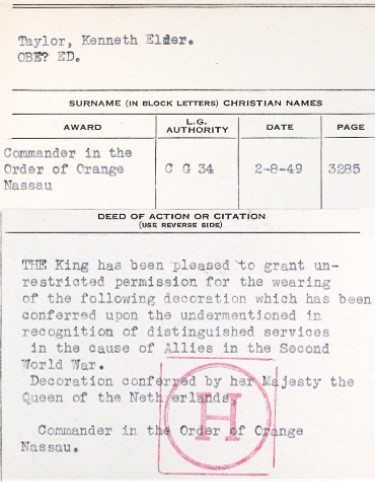 Taylor, Kenneth Elder.
OBE? ED.
SURNAME (IN BLOCK LETTERS) CHRISTIAN NAMES
AWARD
L.G. AUTHORITY
DATE
PAGE
Commander in the
Order of Orange
Nassau
C G 34
2-8-49
3285
DEED OF ACTION OR CITATION
(USE REVERSE SIDE)
THE King has been pleased to grant un-
restricted permission for the wearing
of the following decoration which has been
conferred upon the undermentioned in
recognition of distinguished services
in the cause of Allies in the Second
World War.
Decoration conferred by her Majesty the
Queen of the Netherlands,
H
Commander in the Order of Orange
Nassau.